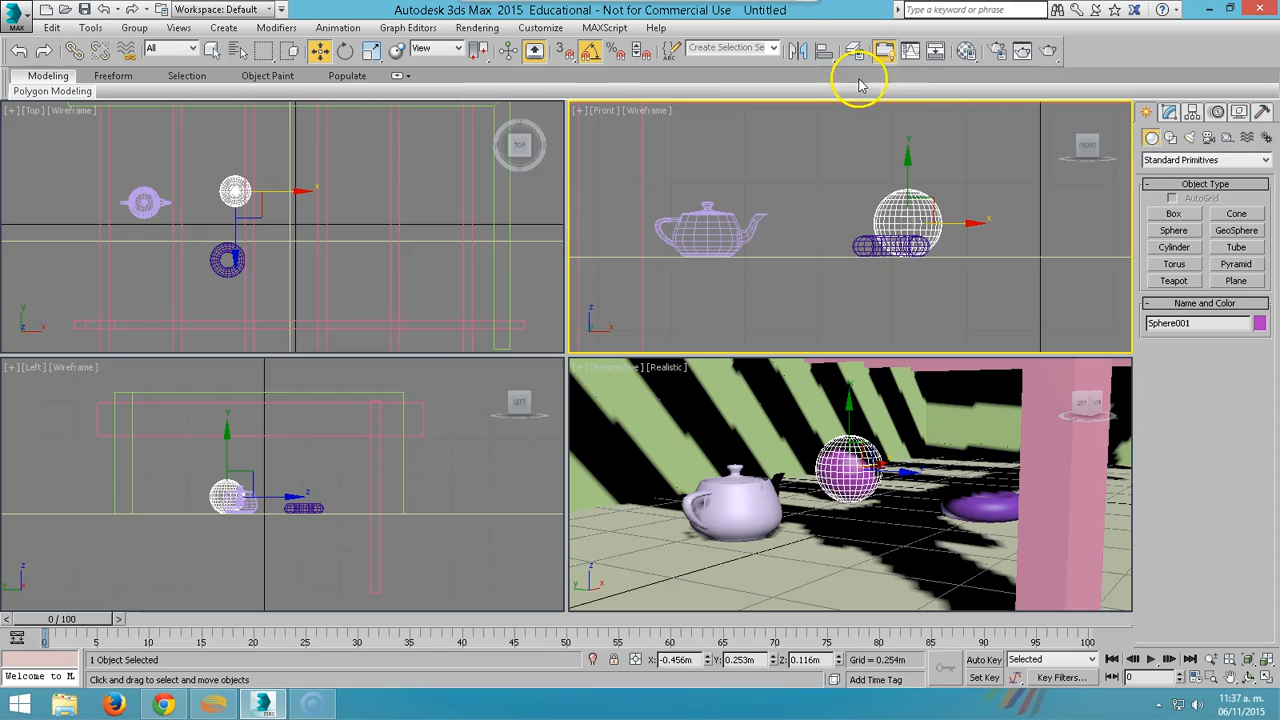 Workspace: Default
Autodesk 3ds Max 2015 Educational - Not for Commercial Use Untitled
Type a keyword or phrase
MAX
Edit Tools Group Views Create Modifiers Animation Graph Editors Rendering Customize MAXScript Help
All
View
Create Selection Se
Modeling Freeform Selection Object Paint Populate
Polygon Modeling
[+] [Top] [Wireframe]
TOP
[+] [Front] [Wireframe]
FRONT
Standard Primitives
Object Type
AutoGrid
Box Cone
Sphere GeoSphere
Cylinder Tube
Torus Pyramid
Teapot Plane
Name and Color
Sphere001
[+] [Left] [Wireframe]
LEFT
[+] [Perspective] [Realistic]
LEFT
0 / 100
0 5 10 15 20 25 30 35 40 45 50 55 60 65 70 75 80 85 90 95 100
1 Object Selected
X: -0.456m Y: 0.253m Z: 0.116m Grid = 0.254m
Auto Key Selected
Welcome to M
Click and drag to select and move objects
Add Time Tag
Set Key Key Filters... 0
11:37 a. m.
06/11/2015